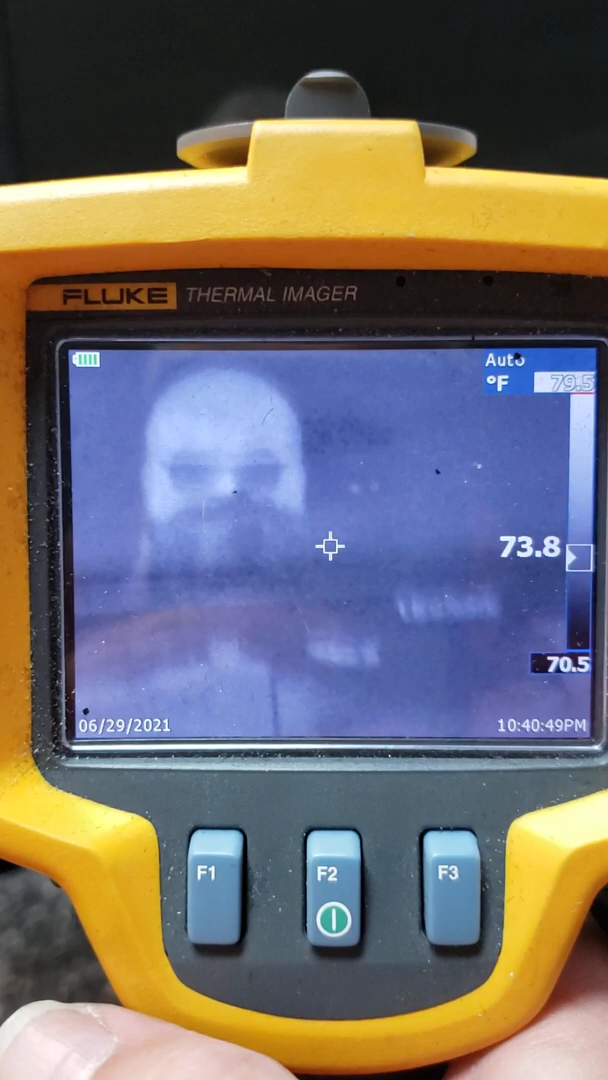 FLUKE THERMAL IMAGER
Auto
°F 79.5
73.8
70.5
06/29/2021 10:40:49PM
F1 F2 F3